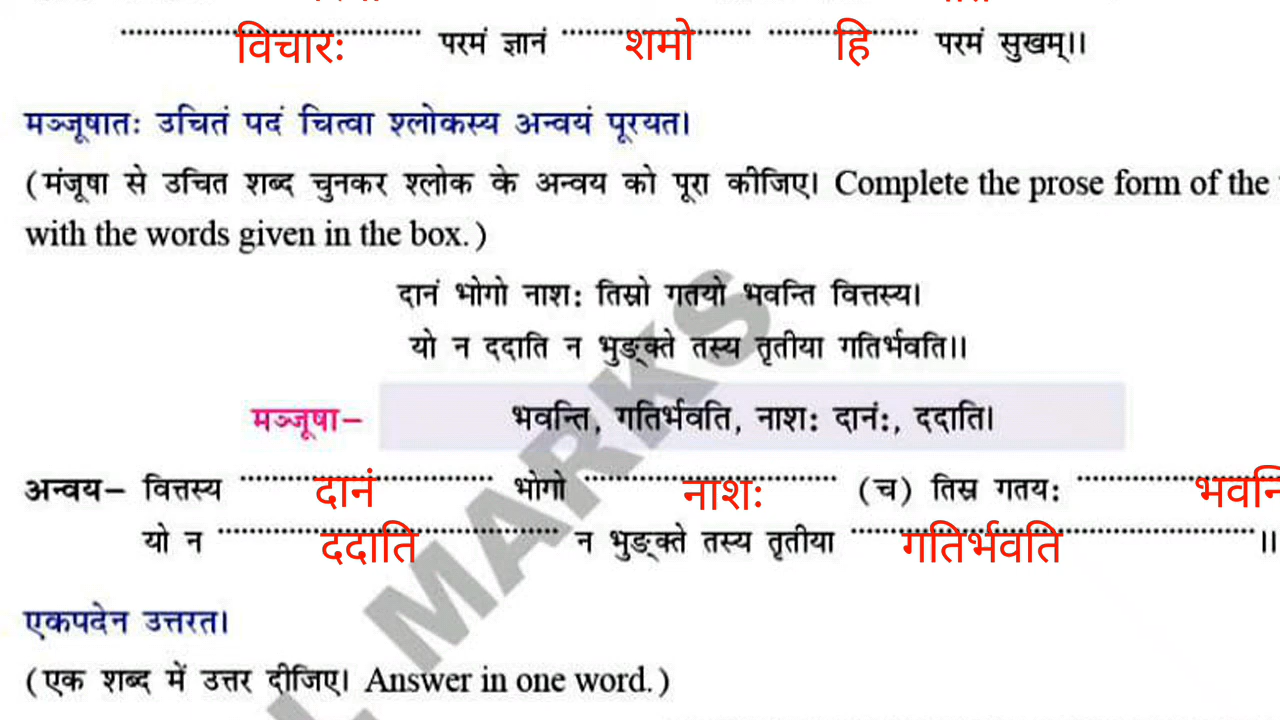 विचारः परमं ज्ञानं शमो हि परमं सुखम्।।
मञ्जूषातः उचितं पदं चित्वा श्लोकस्य अन्वयं पूरयत।
(मंजूषा से उचित शब्द चुनकर श्लोक के अन्वय को पूरा कीजिए। Complete the prose form of the
with the words given in the box.)
दानं भोगो नाशः तिस्रो गतयो भवन्ति वित्तस्य।
यो न ददाति न भुङ्क्ते तस्य तृतीया गतिर्भवति।।
मञ्जूषा– भवन्ति, गतिर्भवति, नाशः दानंः, ददाति।
अन्वय– वित्तस्य दानं भोगो नाशः (च) तिस्र गतयः
यो न ददाति न भुङ्क्ते तस्य तृतीया गतिर्भवति ।।
एकपदेन उत्तरत।
(एक शब्द में उत्तर दीजिए। Answer in one word.)
MARKS